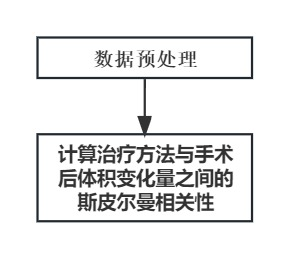 数据预处理
计算治疗方法与手术
后体积变化量之间的
斯皮尔曼相关性